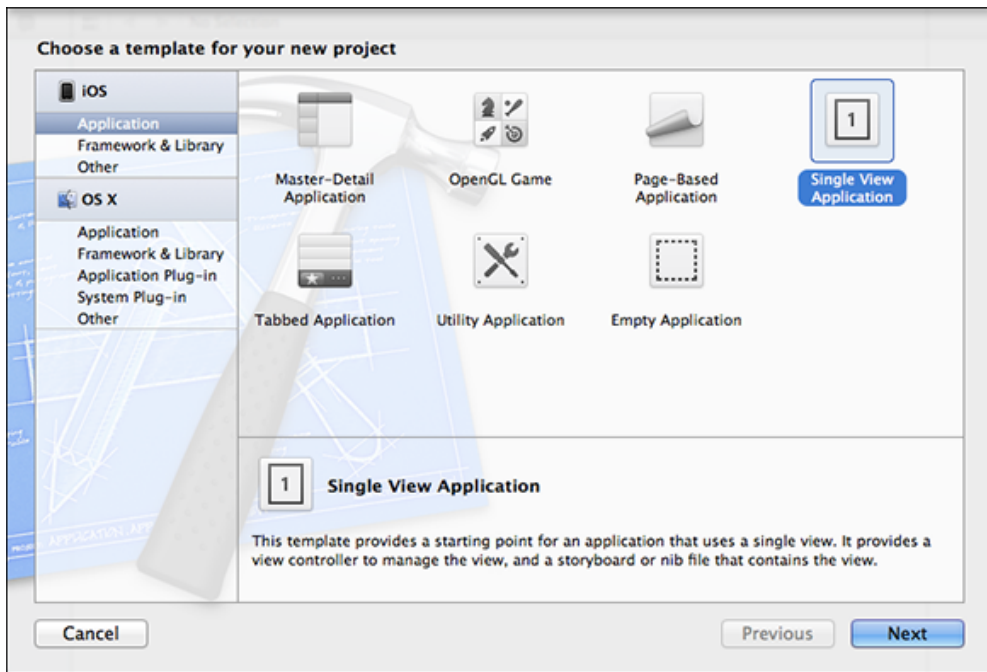 No Selection
Choose a template for your new project
iOS
Application
Framework & Library
Other
OS X
Application
Framework & Library
Application Plug-in
System Plug-in
Other
Master-Detail
Application
OpenGL Game
Page-Based
Application
1
Single View
Application
Tabbed Application
Utility Application
Empty Application
1
Single View Application
This template provides a starting point for an application that uses a single view. It provides a
view controller to manage the view, and a storyboard or nib file that contains the view.
Cancel
Previous
Next